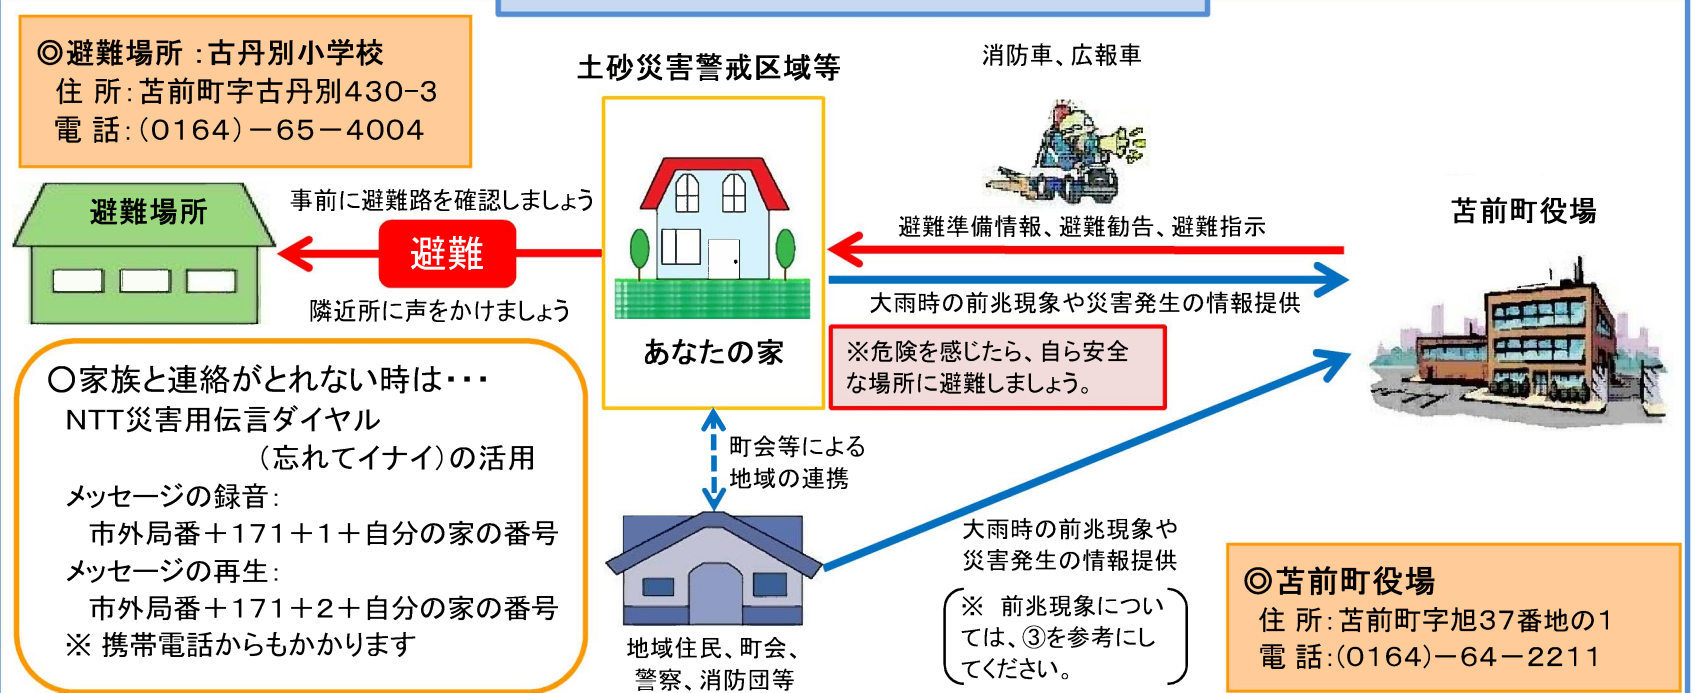 ◎避難場所：古丹別小学校
住 所：苫前町字古丹別430-3
電 話：(0164)－65－4004
避難場所
事前に避難路を確認しましょう
避難
隣近所に声をかけましょう
土砂災害警戒区域等
あなたの家
消防車、広報車
避難準備情報、避難勧告、避難指示
大雨時の前兆現象や災害発生の情報提供
※危険を感じたら、自ら安全
な場所に避難しましょう。
苫前町役場
〇家族と連絡がとれない時は・・・
NTT災害用伝言ダイヤル
（忘れてイナイ）の活用
メッセージの録音：
市外局番＋171＋1＋自分の家の番号
メッセージの再生：
市外局番＋171＋2＋自分の家の番号
※ 携帯電話からもかかります
町会等による
地域の連携
地域住民、町会、
警察、消防団等
大雨時の前兆現象や
災害発生の情報提供
※ 前兆現象につい
ては、③を参考にし
てください。
◎苫前町役場
住 所：苫前町字旭37番地の1
電 話：(0164)－64－2211